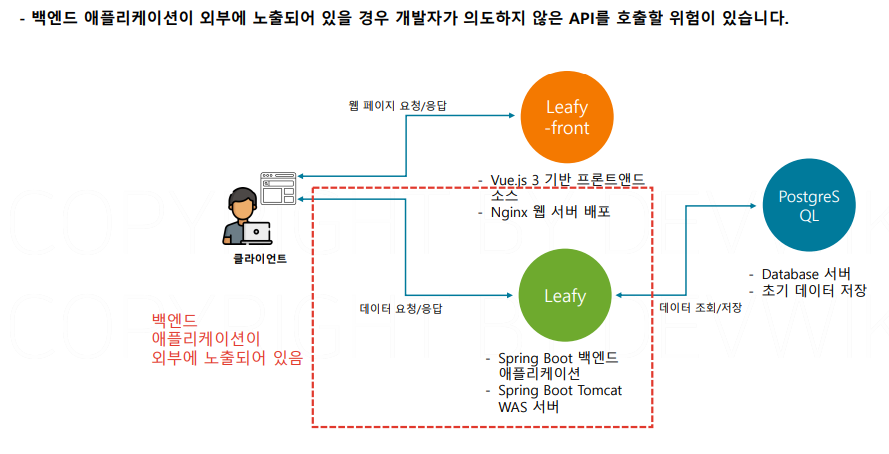 - 백엔드 애플리케이션이 외부에 노출되어 있을 경우 개발자가 의도하지 않은 API를 호출할 위험이 있습니다.
웹 페이지 요청/응답
Leafy
-front
- Vue.js 3 기반 프론트앤드
소스
- Nginx 웹 서버 배포
PostgreS
QL
- Database 서버
- 초기 데이터 저장
클라이언트
데이터 요청/응답
Leafy
데이터 조회/저장
백엔드
애플리케이션이
외부에 노출되어 있음
- Spring Boot 백엔드
애플리케이션
- Spring Boot Tomcat
WAS 서버